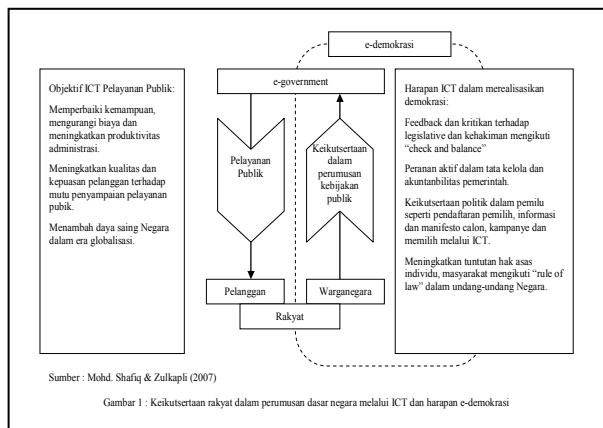 e-demokrasi
Objektif ICT Pelayanan Publik:
Memperbaiki kemampuan,
mengurangi biaya dan
meningkatkan produktivitas
administrasi.
Meningkatkan kualitas dan
kepuasan pelanggan terhadap
mutu penyampaian pelayanan
pubik.
Menambah daya saing Negara
dalam era globalisasi.
e-government
Pelayanan
Publik
Keikutsertaan
dalam
perumusan
kebijakan
publik
Pelanggan
Warganegara
Rakyat
Harapan ICT dalam merealisasikan
demokrasi:
Feedback dan kritikan terhadap
legislative dan kehakiman mengikuti
“check and balance”
Peranan aktif dalam tata kelola dan
akuntanbilitas pemerintah.
Keikutsertaan politik dalam pemilu
seperti pendaftaran pemilih, informasi
dan manifesto calon, kampanye dan
memilih melalui ICT.
Meningkatkan tuntutan hak asas
individu, masyarakat mengikuti “rule of
law” dalam undang-undang Negara.
Sumber : Mohd. Shafiq & Zulkapli (2007)
Gambar 1 : Keikutsertaan rakyat dalam perumusan dasar negara melalui ICT dan harapan e-demokrasi